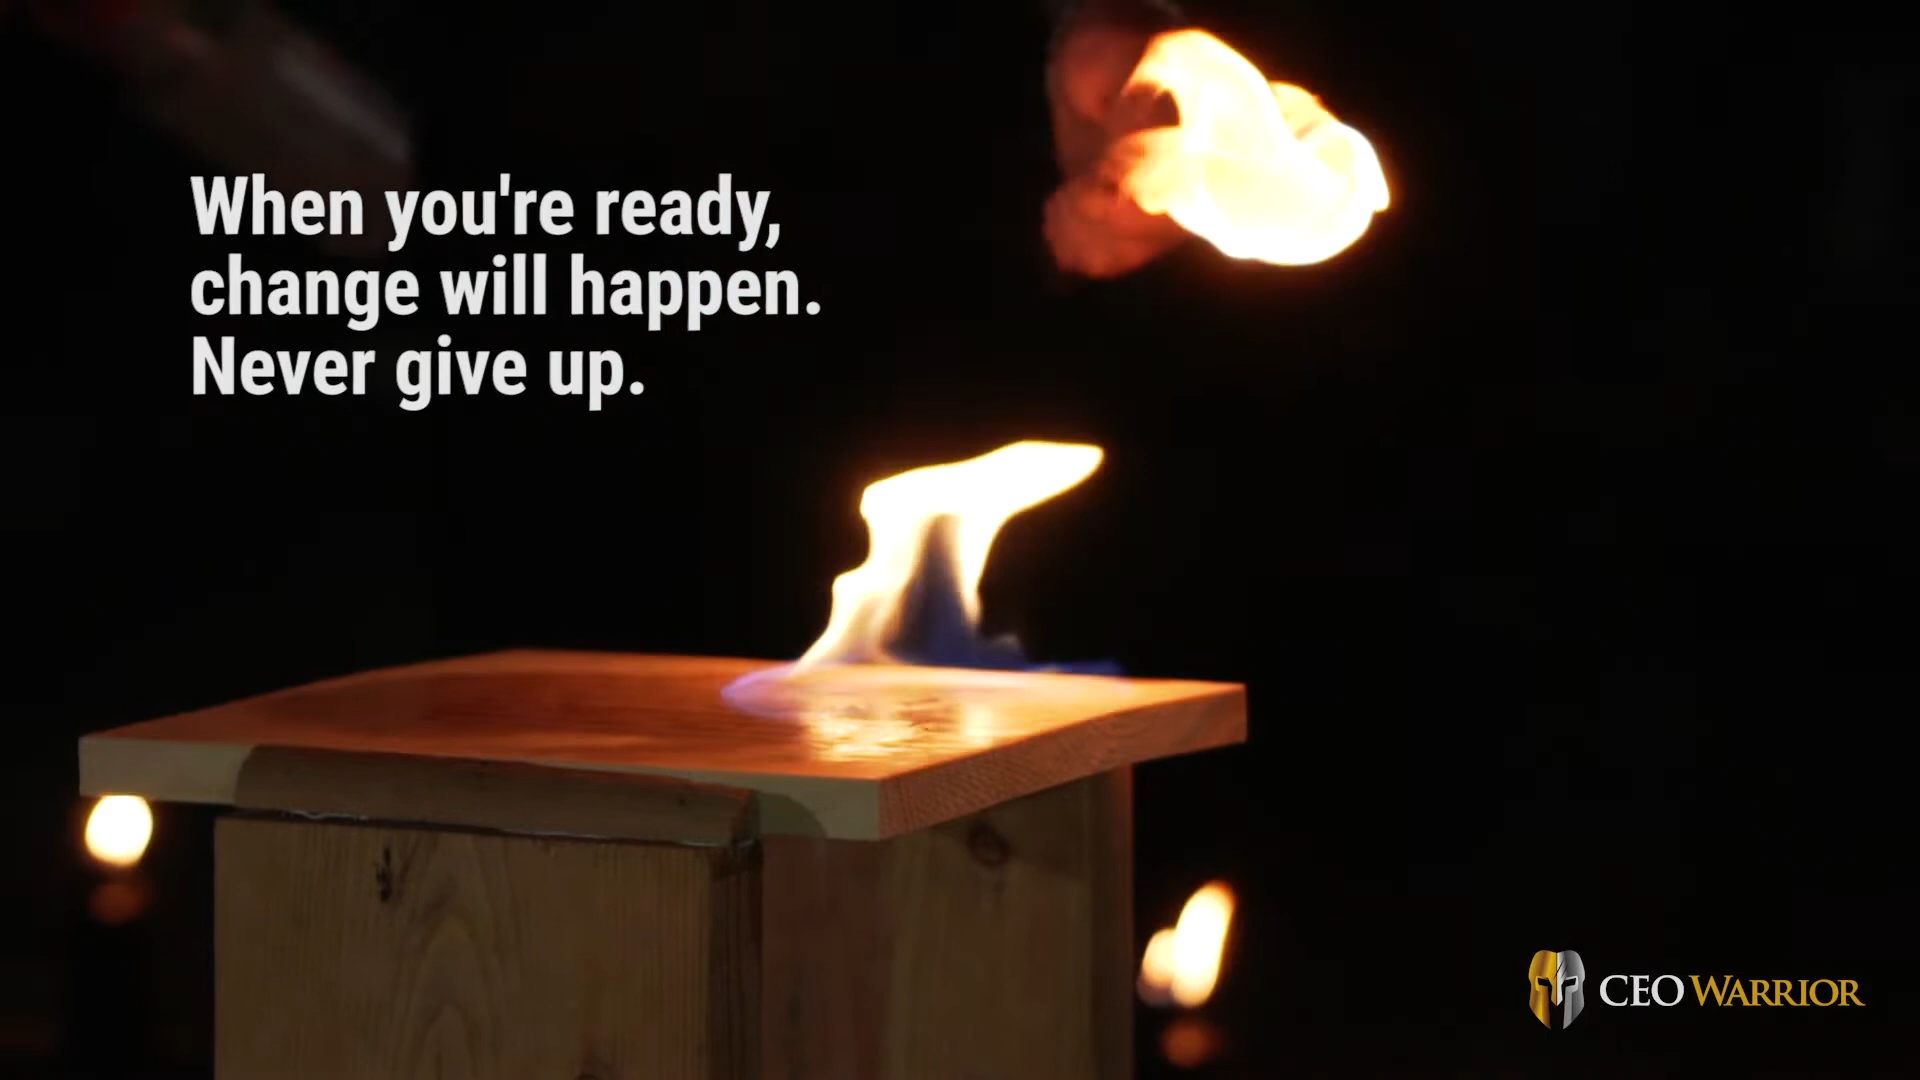 When you're ready,
change will happen.
Never give up.
CEO WARRIOR